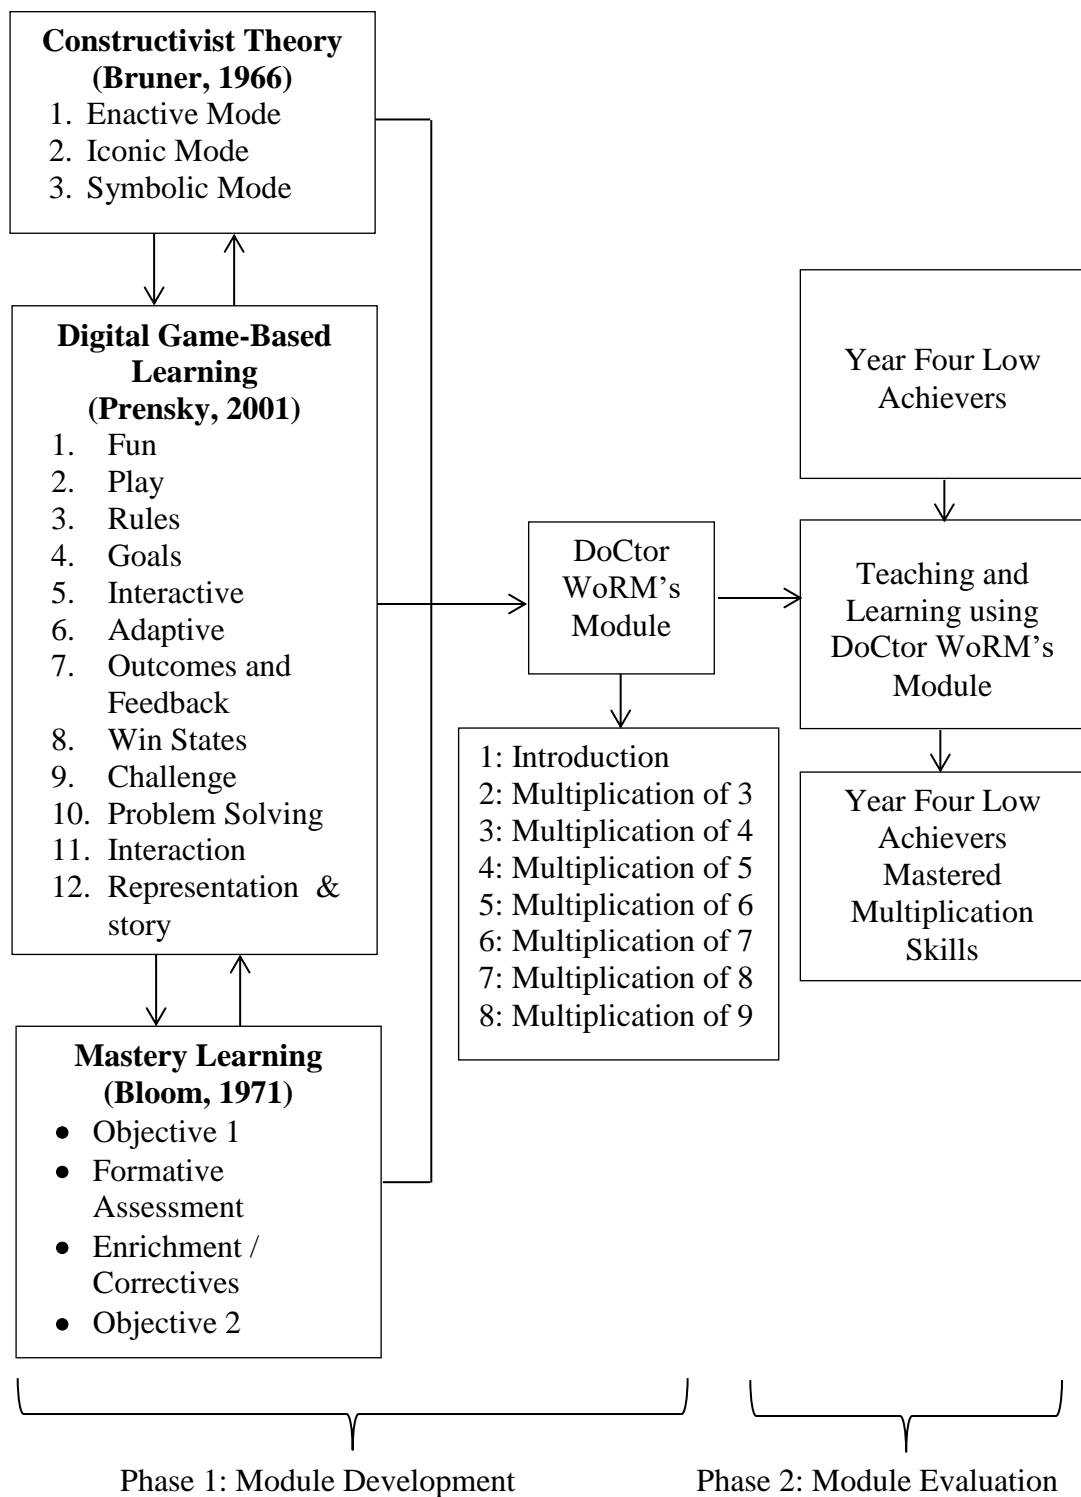 Constructivist Theory
(Bruner, 1966)
1. Enactive Mode
2. Iconic Mode
3. Symbolic Mode
Digital Game-Based
Learning
(Prensky, 2001)
1. Fun
2. Play
3. Rules
4. Goals
5. Interactive
6. Adaptive
7. Outcomes and
Feedback
8. Win States
9. Challenge
10. Problem Solving
11. Interaction
12. Representation &
story
Mastery Learning
(Bloom, 1971)
● Objective 1
● Formative
Assessment
● Enrichment /
Correctives
● Objective 2
DoCtor
WoRM’s
Module
1: Introduction
2: Multiplication of 3
3: Multiplication of 4
4: Multiplication of 5
5: Multiplication of 6
6: Multiplication of 7
7: Multiplication of 8
8: Multiplication of 9
Year Four Low
Achievers
Teaching and
Learning using
DoCtor WoRM’s
Module
Year Four Low
Achievers
Mastered
Multiplication
Skills
Phase 1: Module Development
Phase 2: Module Evaluation